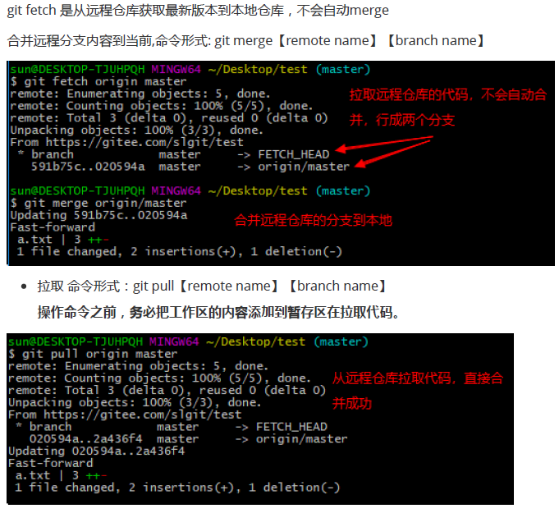 git fetch 是从远程仓库获取最新版本到本地仓库，不会自动merge
合并远程分支内容到当前,命令形式: git merge【remote name】【branch name】
sun@DESKTOP-TJUHPQH MINGW64 ~/Desktop/test (master)
$ git fetch origin master
remote: Enumerating objects: 5, done.
remote: Counting objects: 100% (5/5), done.
remote: Total 3 (delta 0), reused 0 (delta 0)
Unpacking objects: 100% (3/3), done.
From https://gitee.com/slgit/test
 * branch            master     -> FETCH_HEAD
   591b75c..020594a  master     -> origin/master
拉取远程仓库的代码，不会自动合
并，行成两个分支
sun@DESKTOP-TJUHPQH MINGW64 ~/Desktop/test (master)
$ git merge origin/master
Updating 591b75c..020594a
Fast-forward
 a.txt | 3 ++-
 1 file changed, 2 insertions(+), 1 deletion(-)
合并远程仓库的分支到本地
• 拉取 命令形式：git pull【remote name】【branch name】
操作命令之前，务必把工作区的内容添加到暂存区在拉取代码。
sun@DESKTOP-TJUHPQH MINGW64 ~/Desktop/test (master)
$ git pull origin master
remote: Enumerating objects: 5, done.
remote: Counting objects: 100% (5/5), done.
remote: Total 3 (delta 0), reused 0 (delta 0)
Unpacking objects: 100% (3/3), done.
From https://gitee.com/slgit/test
 * branch            master     -> FETCH_HEAD
   020594a..2a436f4  master     -> origin/master
Updating 020594a..2a436f4
Fast-forward
 a.txt | 3 ++-
 1 file changed, 2 insertions(+), 1 deletion(-)
从远程仓库拉取代码，直接合
并成功